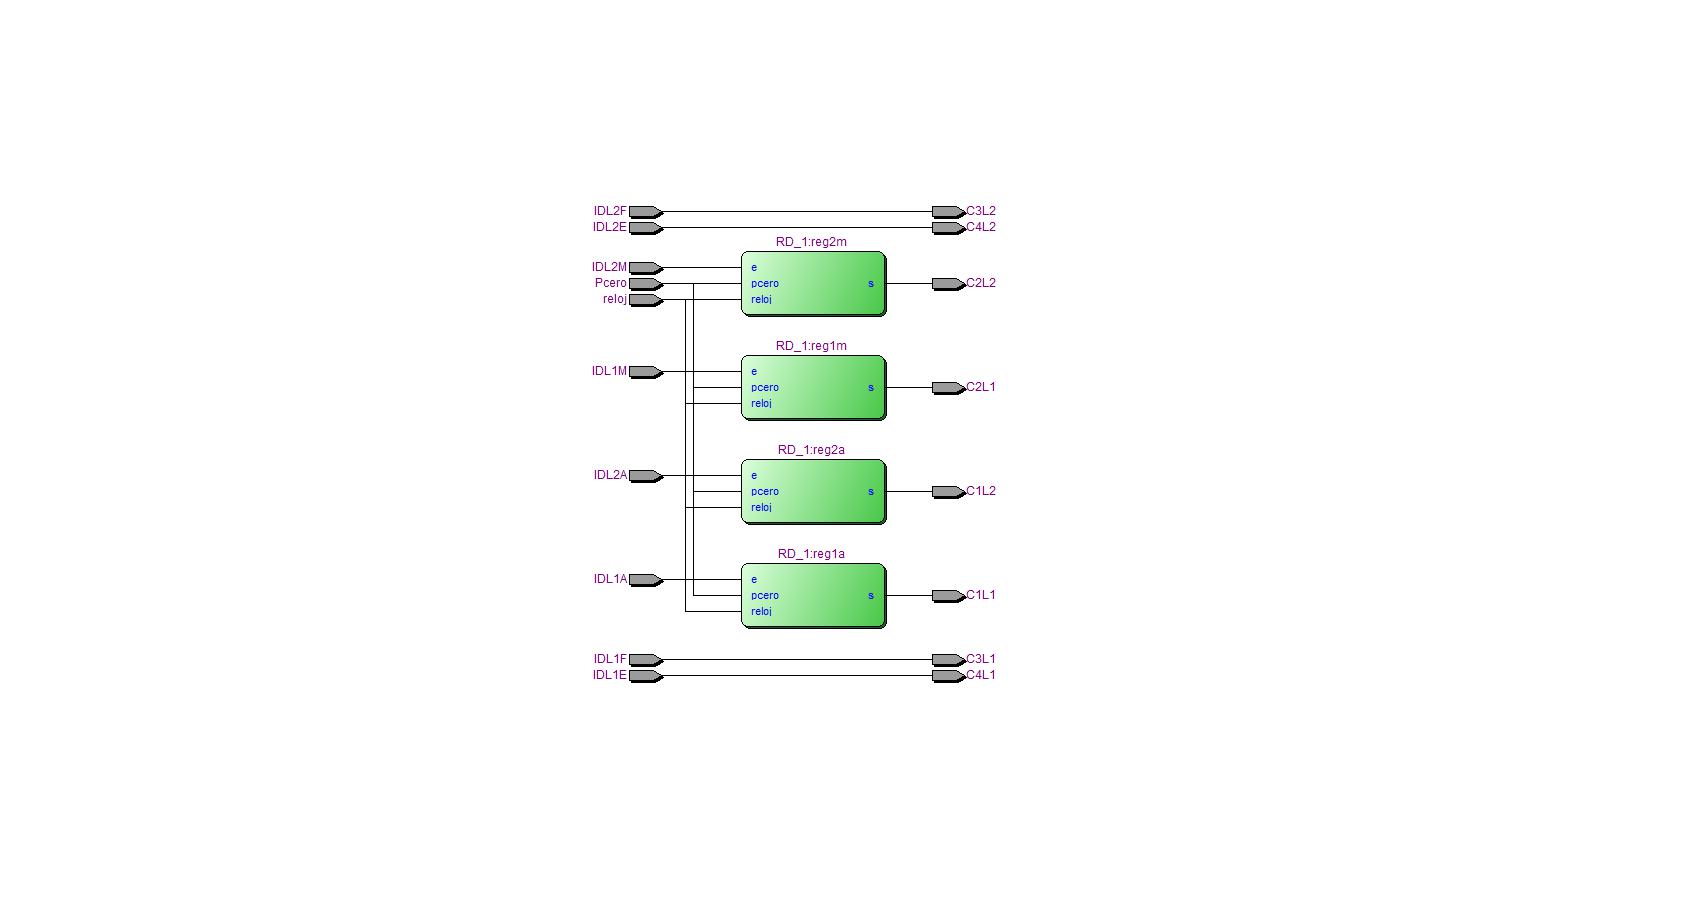 IDL2F C3L2
IDL2E C4L2
RD_1:reg2m
IDL2M e
Pcero pcero s C2L2
reloj reloj
RD_1:reg1m
IDL1M e
pcero s C2L1
reloj
RD_1:reg2a
IDL2A e
pcero s C1L2
reloj
RD_1:reg1a
IDL1A e
pcero s C1L1
reloj
IDL1F C3L1
IDL1E C4L1